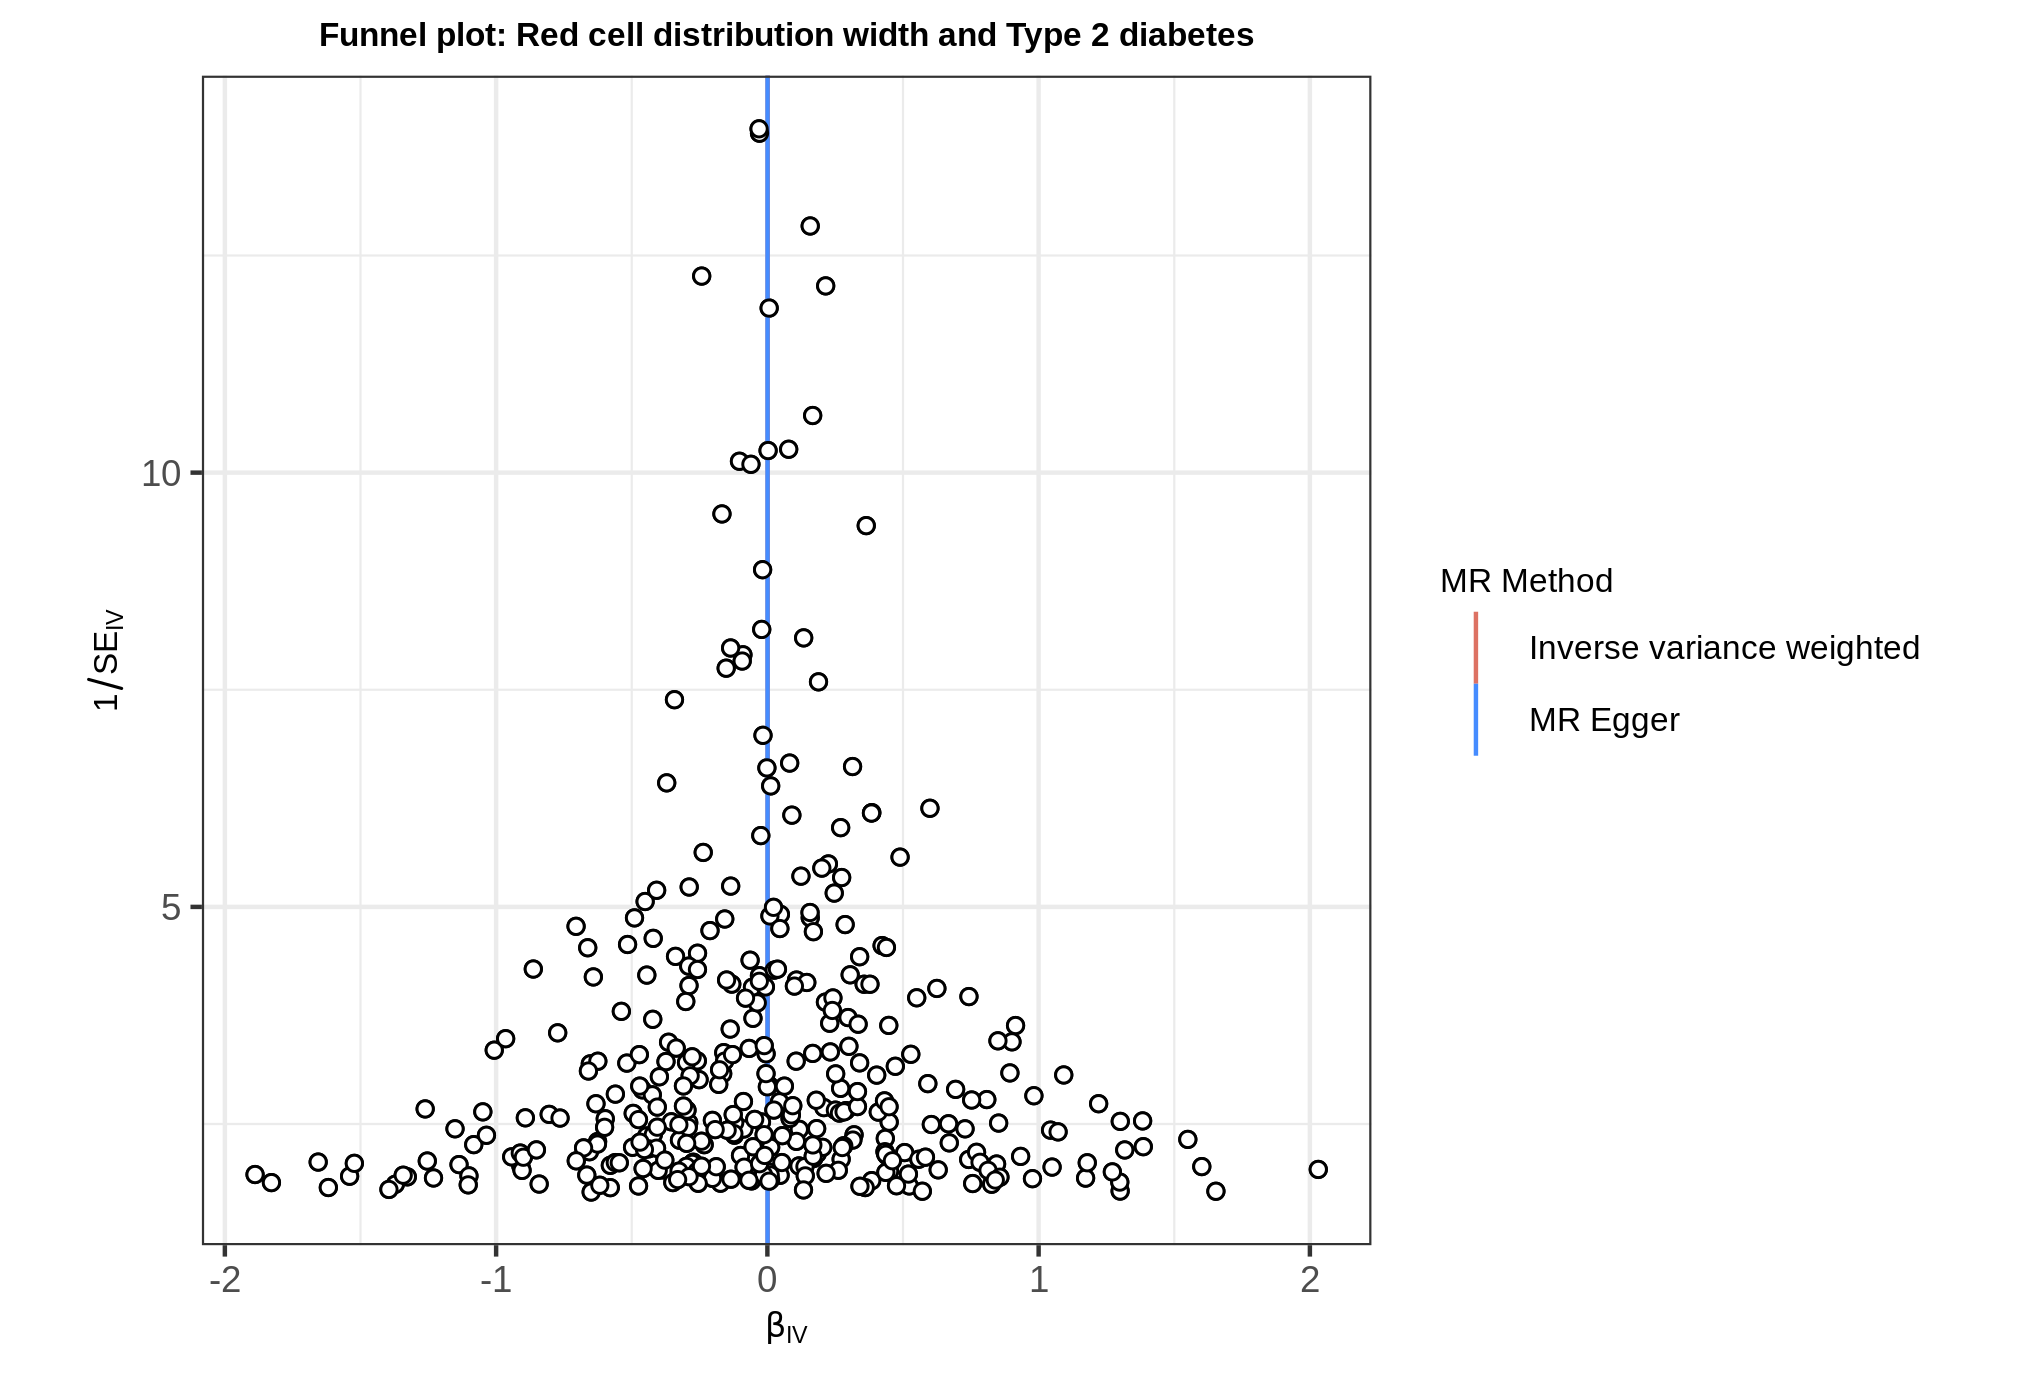 Funnel plot: Red cell distribution width and Type 2 diabetes
10
5
1/SE_IV
-2 -1 0 1 2
β_IV
MR Method
Inverse variance weighted
MR Egger